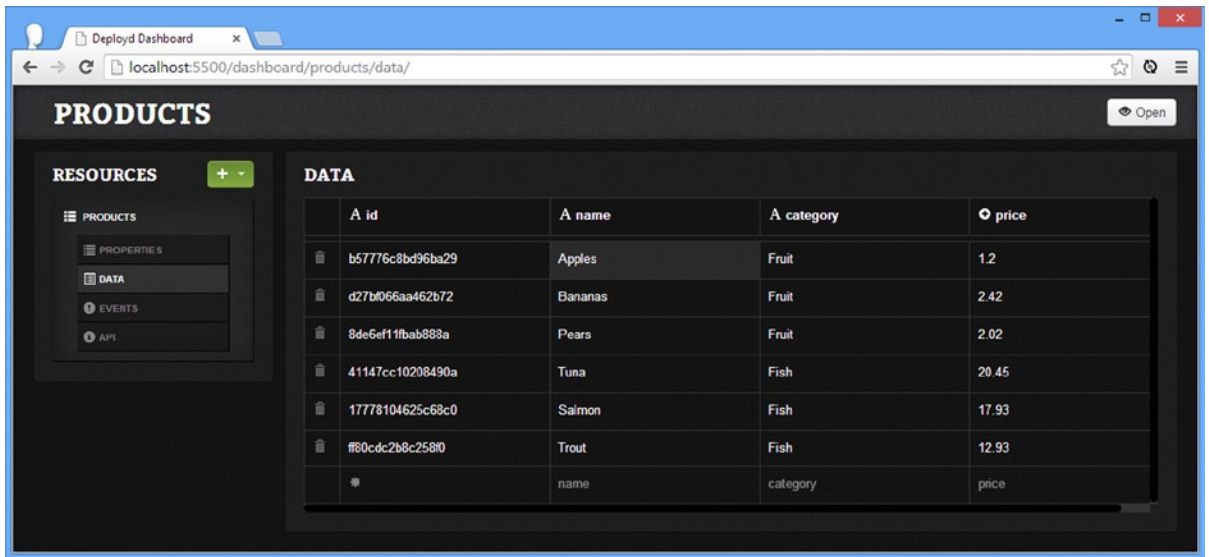 Deployd Dashboard
localhost:5500/dashboard/products/data/
PRODUCTS
Open
RESOURCES
PRODUCTS
PROPERTIES
DATA
EVENTS
API
DATA
id name category price
b57776c8bd96ba29 Apples Fruit 1.2
d27bf066aa462b72 Bananas Fruit 2.42
8de6ef11fbab888a Pears Fruit 2.02
41147cc10208490a Tuna Fish 20.45
17778104625c68c0 Salmon Fish 17.93
ff80cdc2b8c258f0 Trout Fish 12.93
name category price